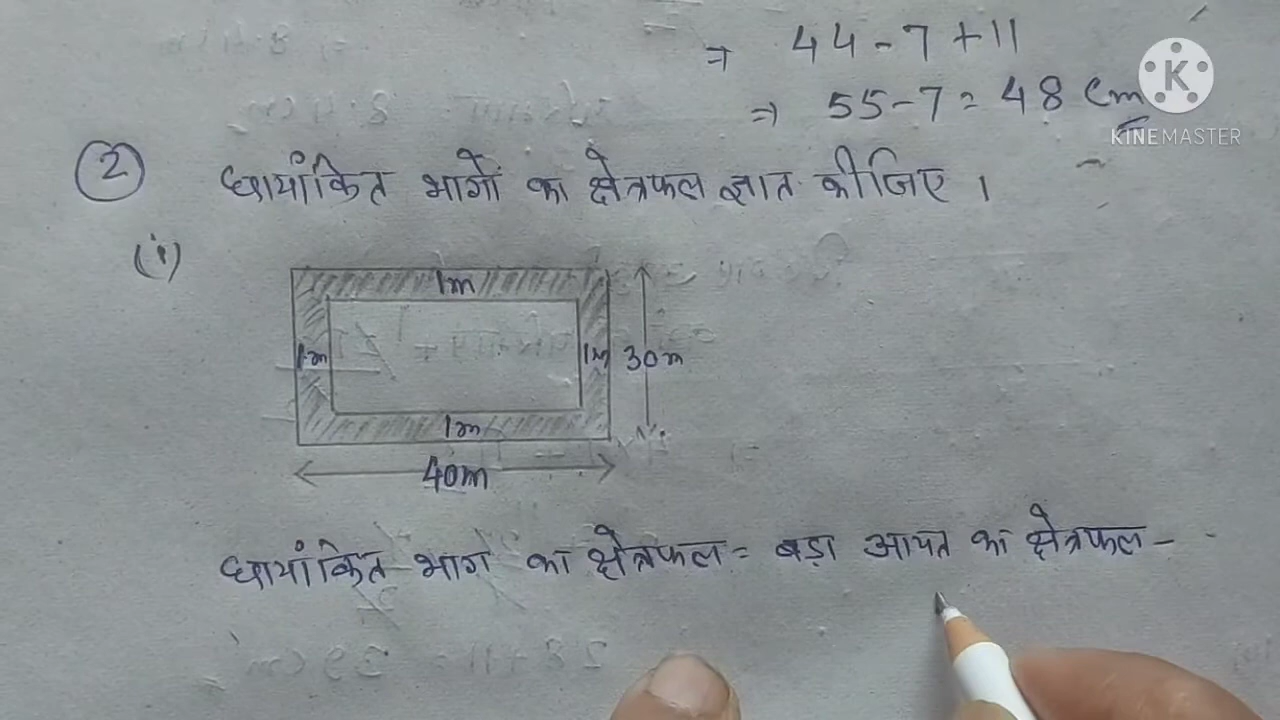 ⇒ 44 - 7 + 11
⇒ 55 - 7 = 48 cm
K
KINEMASTER
② छायांकित भागों का क्षेत्रफल ज्ञात कीजिए।
(i)
1m
1m
1m
30m
1m
40m
छायांकित भाग का क्षेत्रफल = बड़ा आयत का क्षेत्रफल -